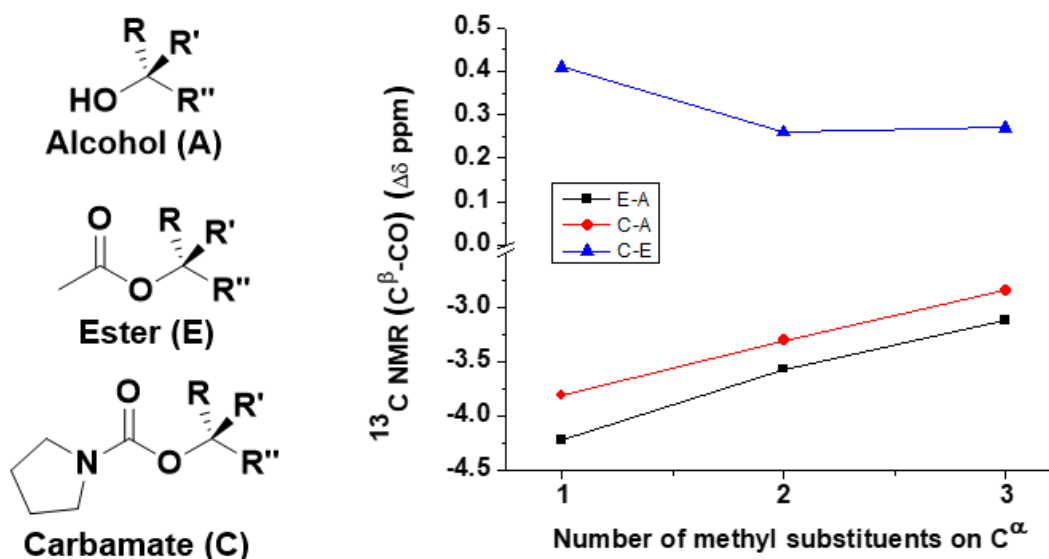 R
R'
HO
R"
Alcohol (A)
O
R
R'
O
R"
Ester (E)
O
R
R'
N
O
R"
Carbamate (C)
¹³C NMR (Cᵝ-CO) (Δδ ppm)
0.5
0.4
0.3
0.2
0.1
0.0
-3.0
-3.5
-4.0
-4.5
E-A
C-A
C-E
1
2
3
Number of methyl substituents on Cᵅ